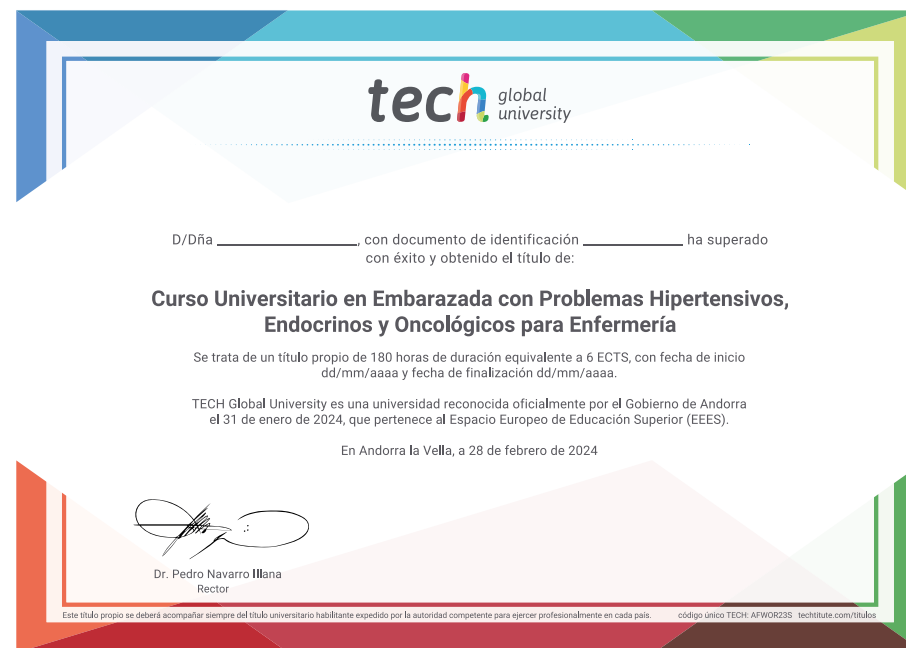 tech global university
D/Dña ______________, con documento de identificación __________ ha superado
con éxito y obtenido el título de:
Curso Universitario en Embarazada con Problemas Hipertensivos,
Endocrinos y Oncológicos para Enfermería
Se trata de un título propio de 180 horas de duración equivalente a 6 ECTS, con fecha de inicio
dd/mm/aaaa y fecha de finalización dd/mm/aaaa.
TECH Global University es una universidad reconocida oficialmente por el Gobierno de Andorra
el 31 de enero de 2024, que pertenece al Espacio Europeo de Educación Superior (EEES).
En Andorra la Vella, a 28 de febrero de 2024
Dr. Pedro Navarro Illana
Rector
Este título propio se deberá acompañar siempre del título universitario habilitante expedido por la autoridad competente para ejercer profesionalmente en cada país. código único TECH: AFWOR23S techtitute.com/titulos